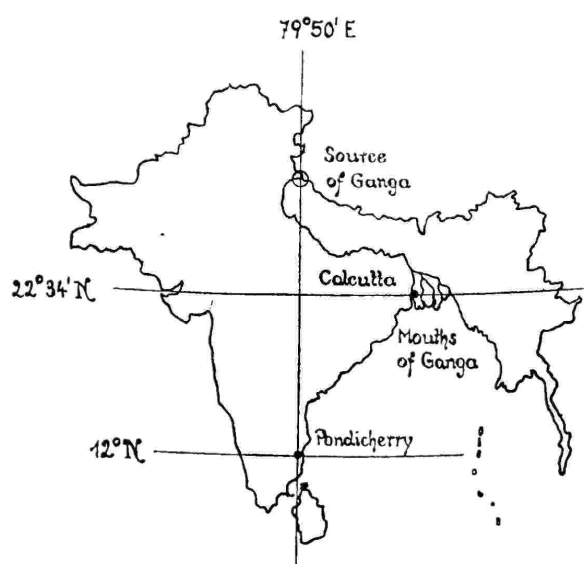 79°50' E
Source
of Ganga
Calcutta
22°34' N
Mouths
of Ganga
Pondicherry
12°N